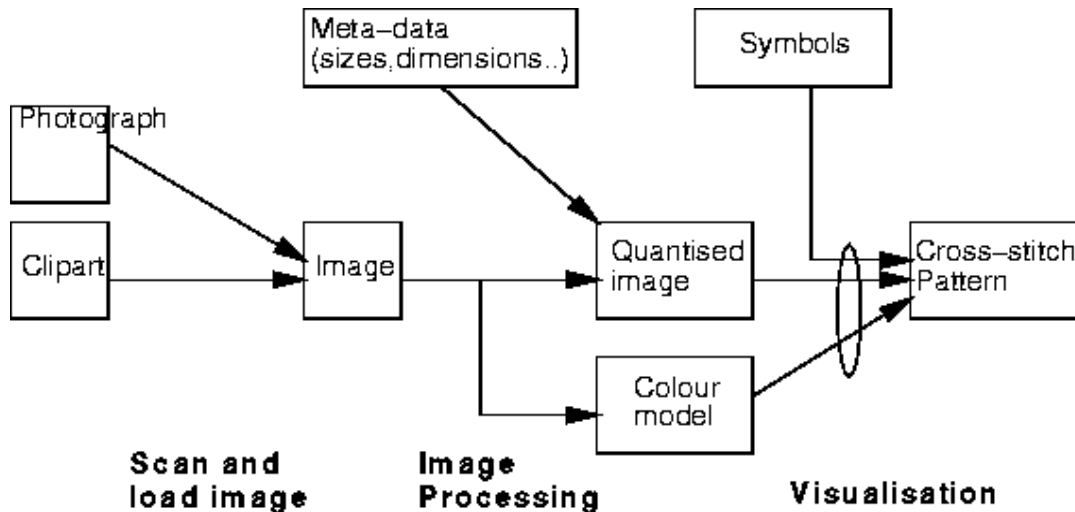 Meta-data
(sizes,dimensions..)
Symbols
Photograph
Clipart
Image
Quantised
image
Cross-stitch
Pattern
Colour
model
Scan and
load image
Image
Processing
Visualisation